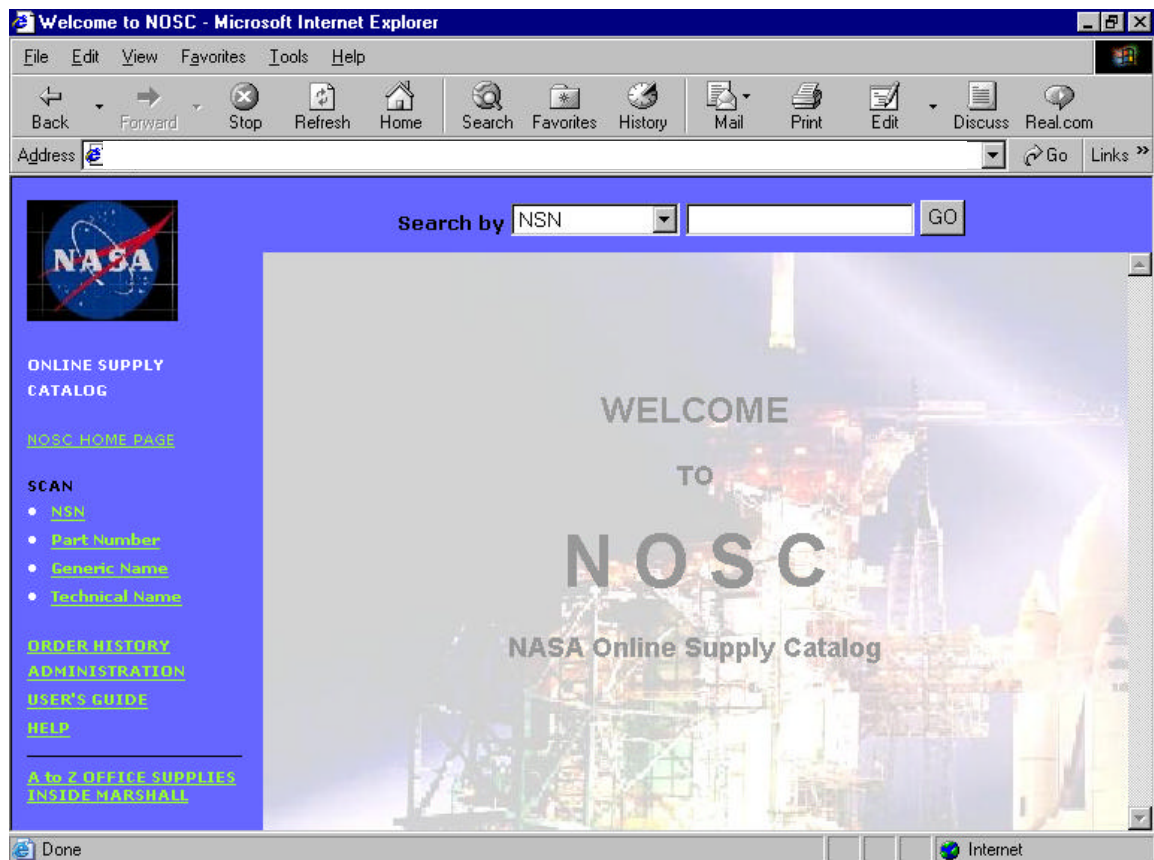 Welcome to NOSC - Microsoft Internet Explorer
File Edit View Favorites Tools Help
Back Forward Stop Refresh Home Search Favorites History Mail Print Edit Discuss Real.com
Address Go Links »
NASA
Search by NSN GO
ONLINE SUPPLY
CATALOG
NOSC HOME PAGE
SCAN
• NSN
• Part Number
• Generic Name
• Technical Name
ORDER HISTORY
ADMINISTRATION
USER'S GUIDE
HELP
A to Z OFFICE SUPPLIES
INSIDE MARSHALL
WELCOME
TO
N O S C
NASA Online Supply Catalog
Done Internet